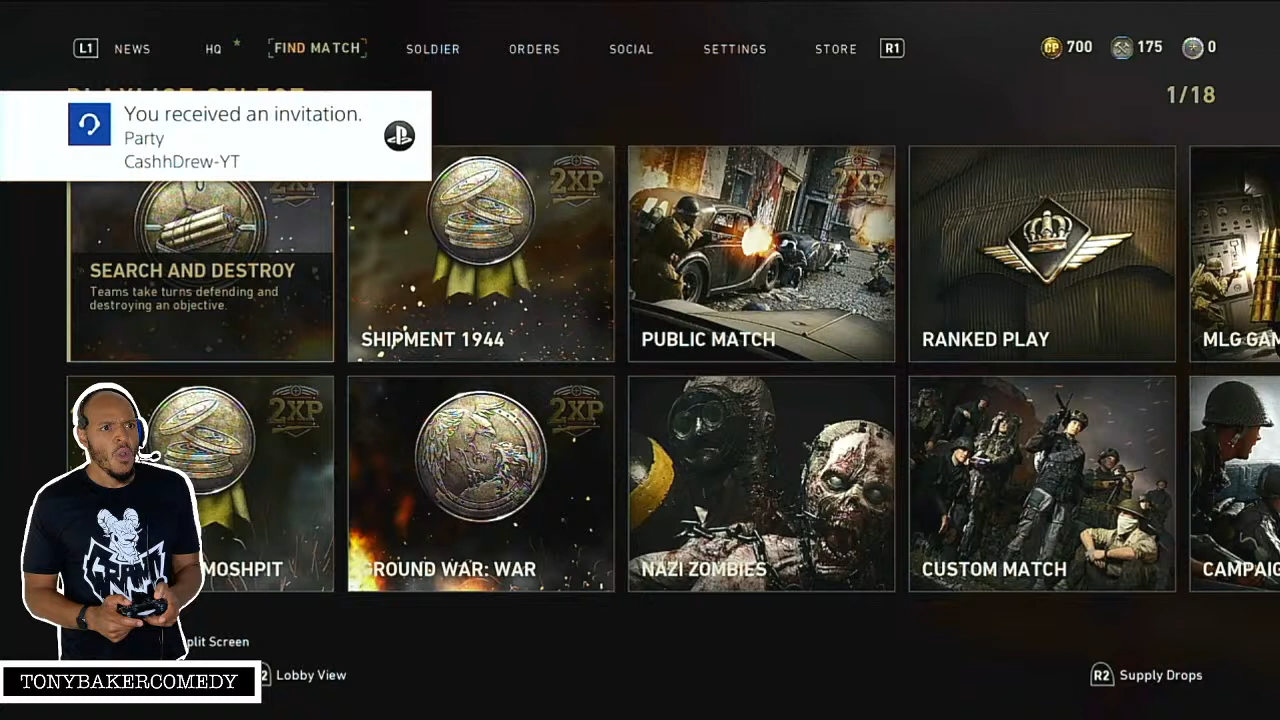 L1 NEWS HQ FIND MATCH SOLDIER ORDERS SOCIAL SETTINGS STORE R1 CP 700 175 0
1/18
You received an invitation.
Party
CashhDrew-YT
2XP
2XP
2XP
SEARCH AND DESTROY
Teams take turns defending and
destroying an objective.
SHIPMENT 1944
PUBLIC MATCH
RANKED PLAY
MLG GAM
2XP
2XP
MOSHPIT
GROUND WAR: WAR
NAZI ZOMBIES
CUSTOM MATCH
CAMPAIG
plit Screen
Lobby View
R2 Supply Drops
TONYBAKERCOMEDY